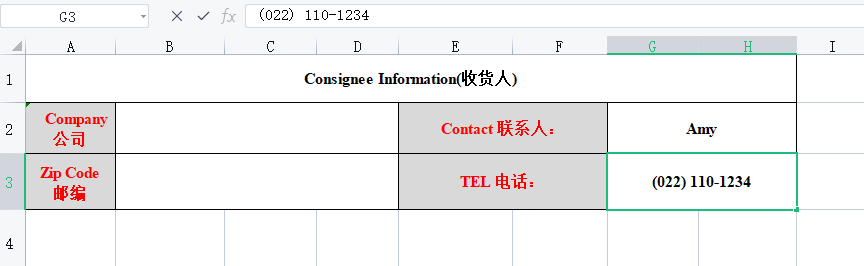 G3
fx
(022) 110-1234
A B C D E F G H I
1
Consignee Information(收货人)
2
Company
公司
Contact 联系人：
Amy
3
Zip Code
邮编
TEL 电话：
(022) 110-1234
4